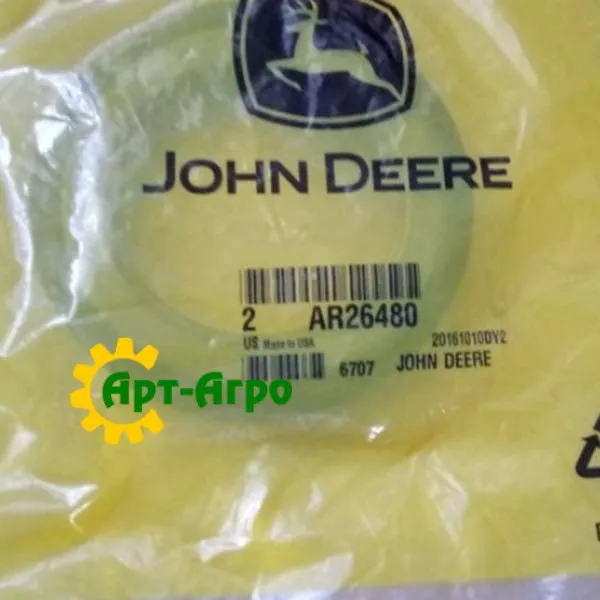 JOHN DEERE
2 AR26480
US Made in USA 20161010DY2
6707 JOHN DEERE
Арт-Агро